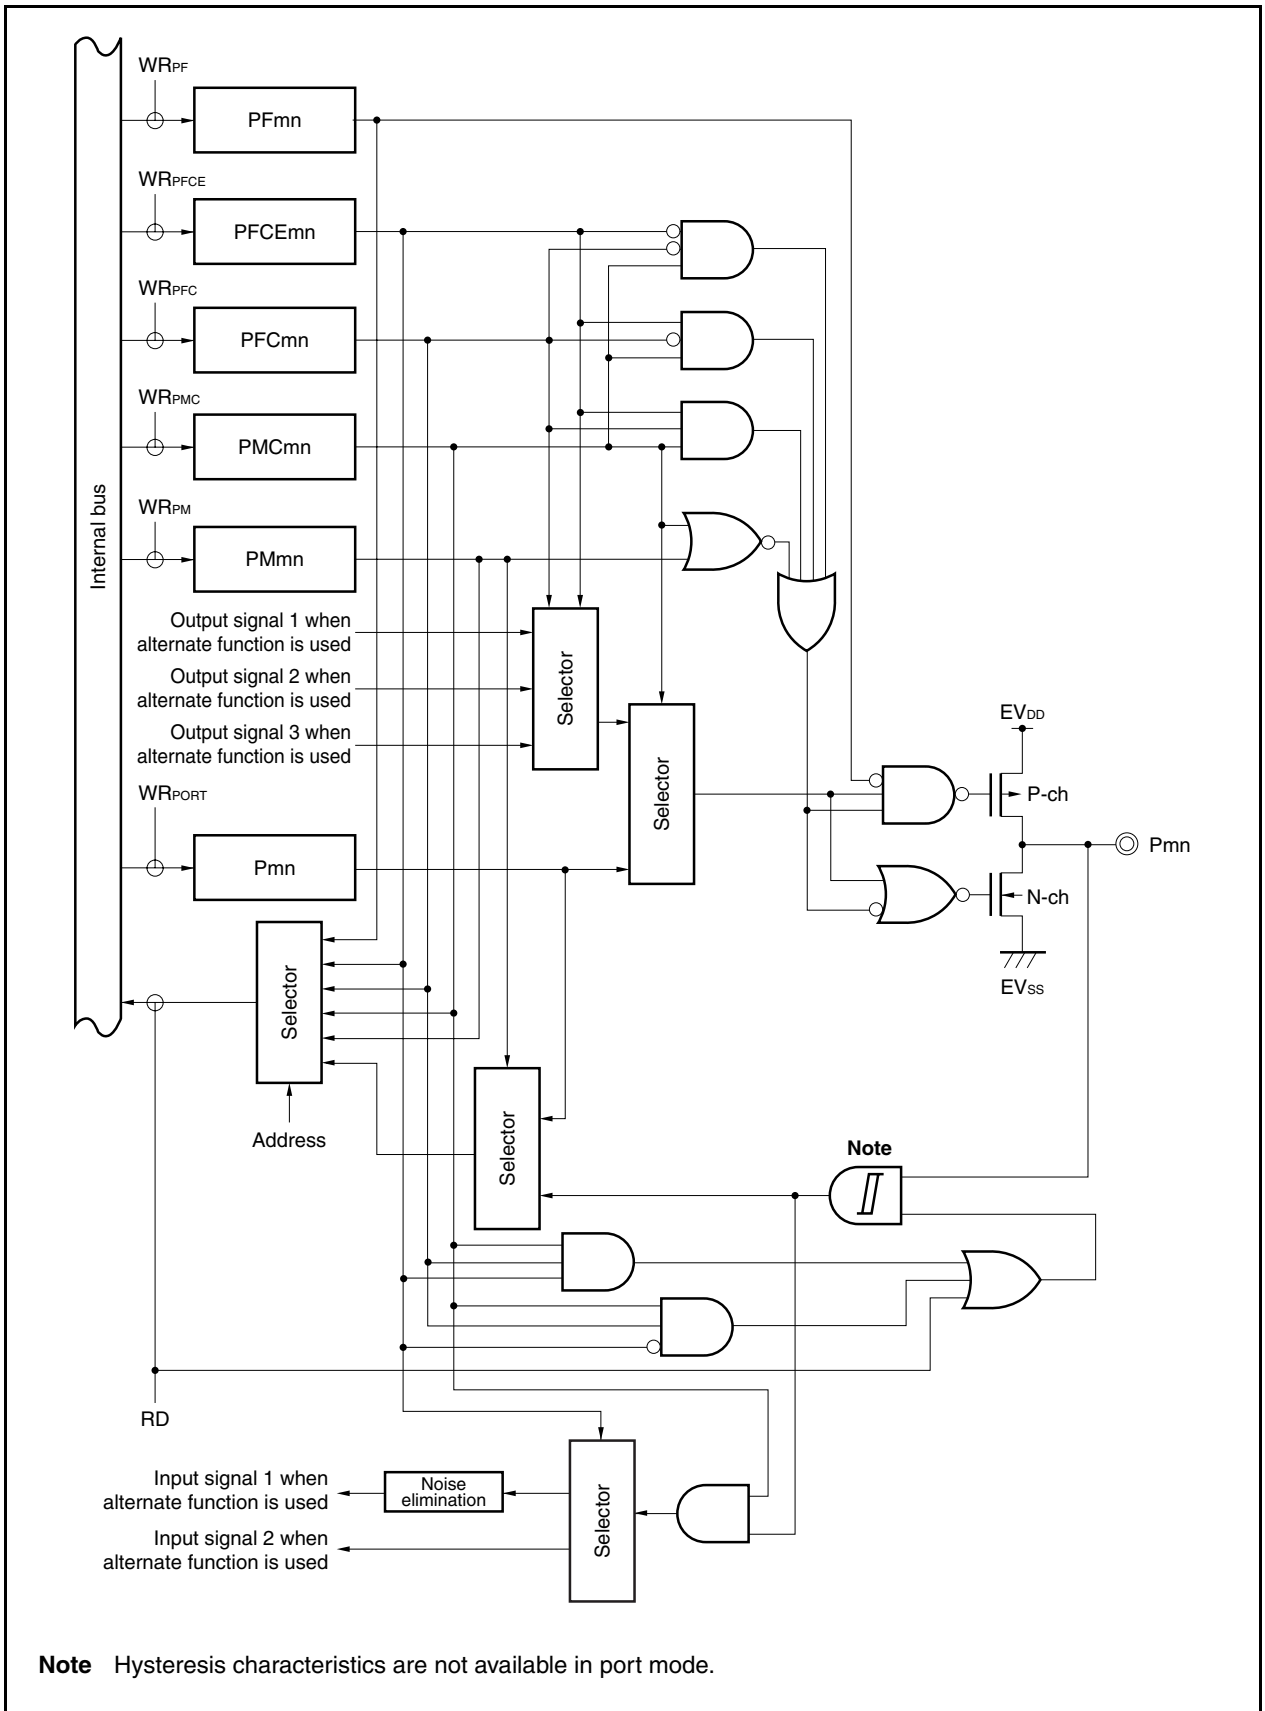 WRPF
PFmn
WRPFCE
PFCEmn
WRPFC
PFCmn
WRPMC
PMCmn
Internal bus
WRPM
PMmn
Output signal 1 when
alternate function is used
Output signal 2 when
alternate function is used
Output signal 3 when
alternate function is used
Selector
Selector
WRPORT
Pmn
EVDD
P-ch
Pmn
N-ch
EVSS
Selector
Address
Selector
Note
RD
Input signal 1 when
alternate function is used
Noise
elimination
Input signal 2 when
alternate function is used
Selector
Note Hysteresis characteristics are not available in port mode.